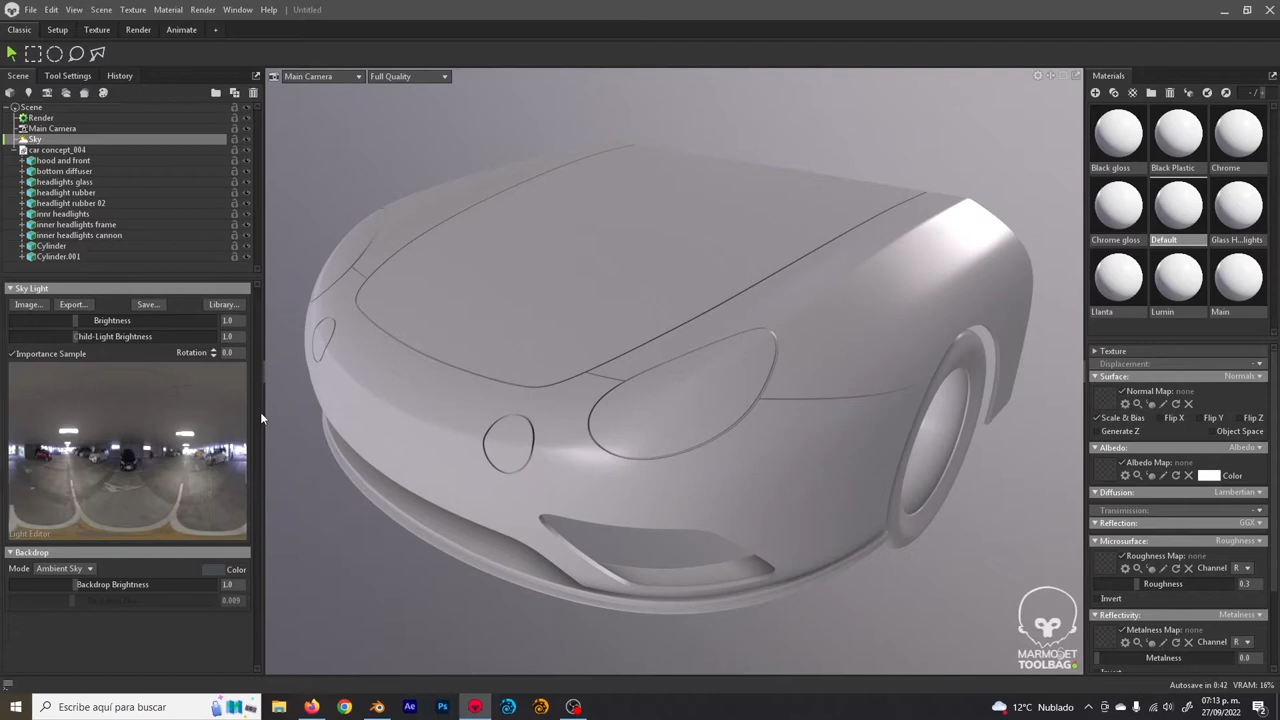 File Edit View Scene Texture Material Render Window Help Untitled
Classic Setup Texture Render Animate +
Scene Tool Settings History
Main Camera Full Quality
Materials
Scene
Render
Main Camera
Sky
car concept_004
hood and front
bottom diffuser
headlights glass
headlight rubber
headlight rubber 02
innr headlights
inner headlights frame
inner headlights cannon
Cylinder
Cylinder.001
Sky Light
Image... Export... Save... Library...
Brightness 1.0
Child-Light Brightness 1.0
Importance Sample Rotation 0.0
Light Editor
Backdrop
Mode Ambient Sky Color
Backdrop Brightness 1.0
0.009
Black gloss Black Plastic Chrome
Chrome gloss Default Glass H...lights
Llanta Lumin Main
Texture
Displacement:
Surface: Normals
Normal Map: none
Scale & Bias Flip X Flip Y Flip Z
Generate Z Object Space
Albedo: Albedo
Albedo Map: none
Color
Diffusion: Lambertian
Transmission:
Reflection: GGX
Microsurface: Roughness
Roughness Map: none
Channel R
Roughness 0.3
Invert
Reflectivity: Metalness
Metalness Map: none
Channel R
Metalness 0.0
Invert
MARMOSET
TOOLBAG
Autosave in 0:42 VRAM: 16%
Escribe aquí para buscar
Ae Ps
12°C Nublado
07:13 p.m.
27/09/2022